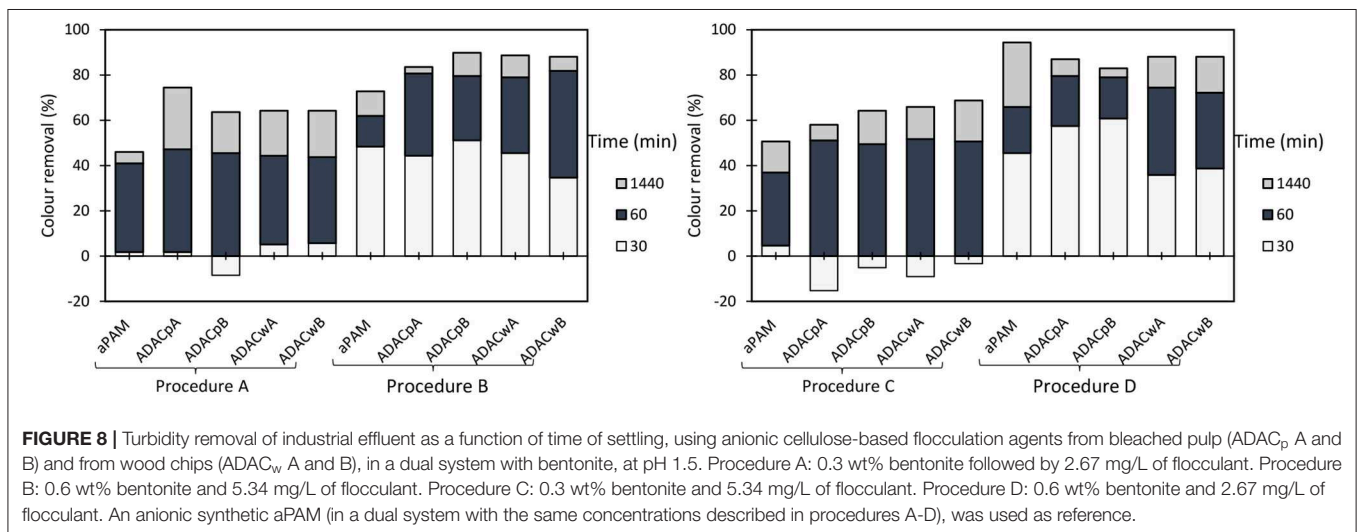 100
80
60
40
20
0
-20
Colour removal (%)
aPAM
ADACpA
ADACpB
ADACwA
ADACwB
aPAM
ADACpA
ADACpB
ADACwA
ADACwB
Procedure A
Procedure B
Time (min)
1440
60
30
100
80
60
40
20
0
-20
Colour removal (%)
aPAM
ADACpA
ADACpB
ADACwA
ADACwB
aPAM
ADACpA
ADACpB
ADACwA
ADACwB
Procedure C
Procedure D
Time (min)
1440
60
30
FIGURE 8 | Turbidity removal of industrial effluent as a function of time of settling, using anionic cellulose-based flocculation agents from bleached pulp (ADACp A and
B) and from wood chips (ADACw A and B), in a dual system with bentonite, at pH 1.5. Procedure A: 0.3 wt% bentonite followed by 2.67 mg/L of flocculant. Procedure
B: 0.6 wt% bentonite and 5.34 mg/L of flocculant. Procedure C: 0.3 wt% bentonite and 5.34 mg/L of flocculant. Procedure D: 0.6 wt% bentonite and 2.67 mg/L of
flocculant. An anionic synthetic aPAM (in a dual system with the same concentrations described in procedures A-D), was used as reference.